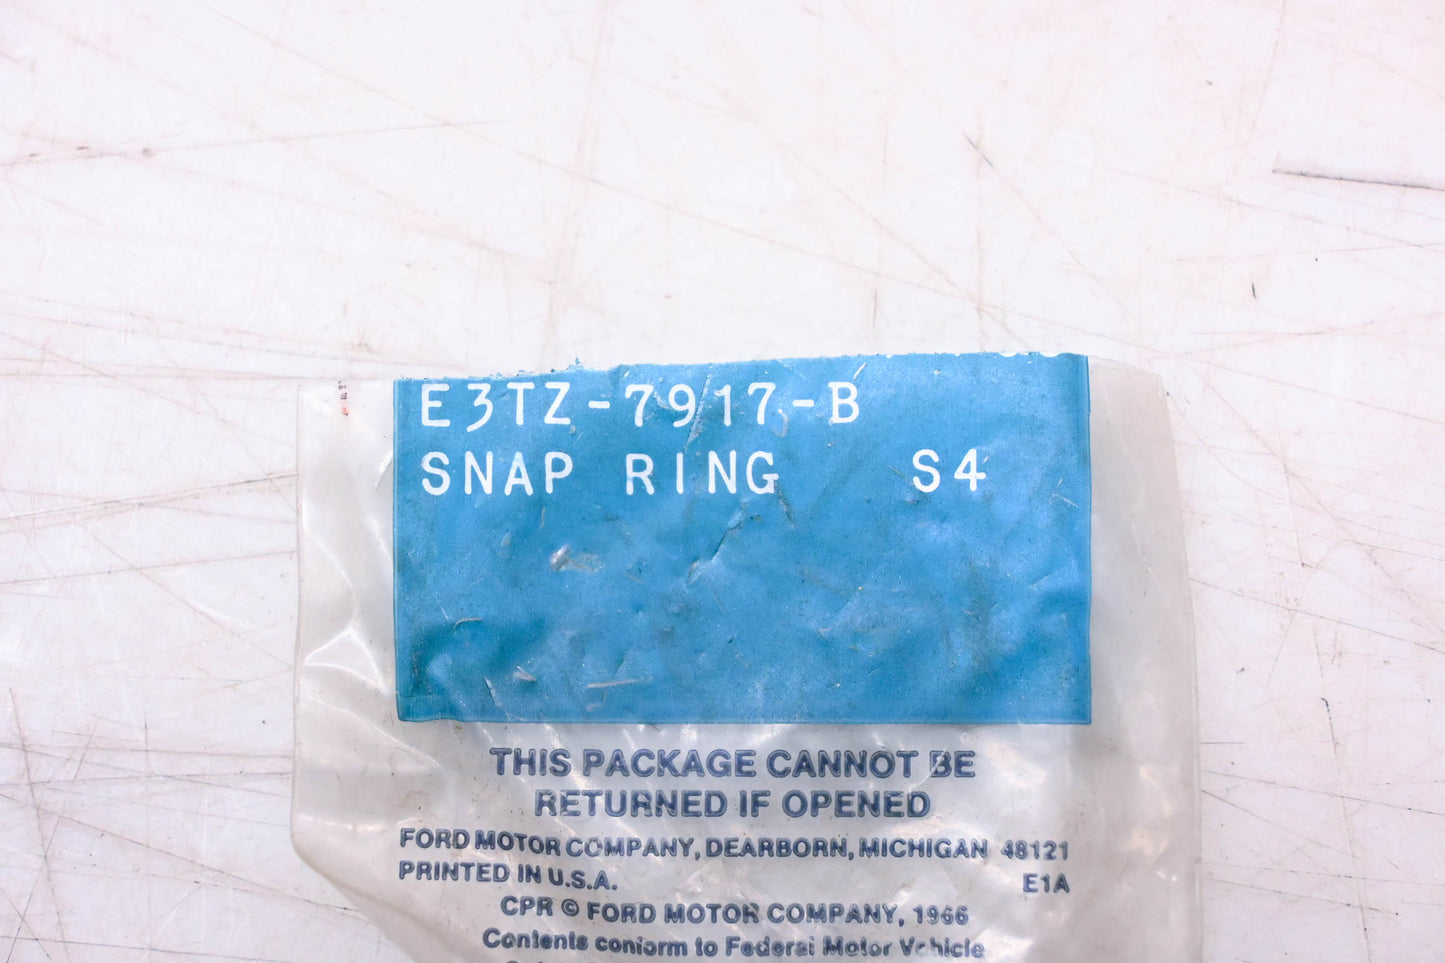 E3TZ-7917-B
SNAP RING S4
THIS PACKAGE CANNOT BE
RETURNED IF OPENED
FORD MOTOR COMPANY, DEARBORN, MICHIGAN 48121
PRINTED IN U.S.A. E1A
CPR © FORD MOTOR COMPANY, 1966
Contents conform to Federal Motor Vehicle